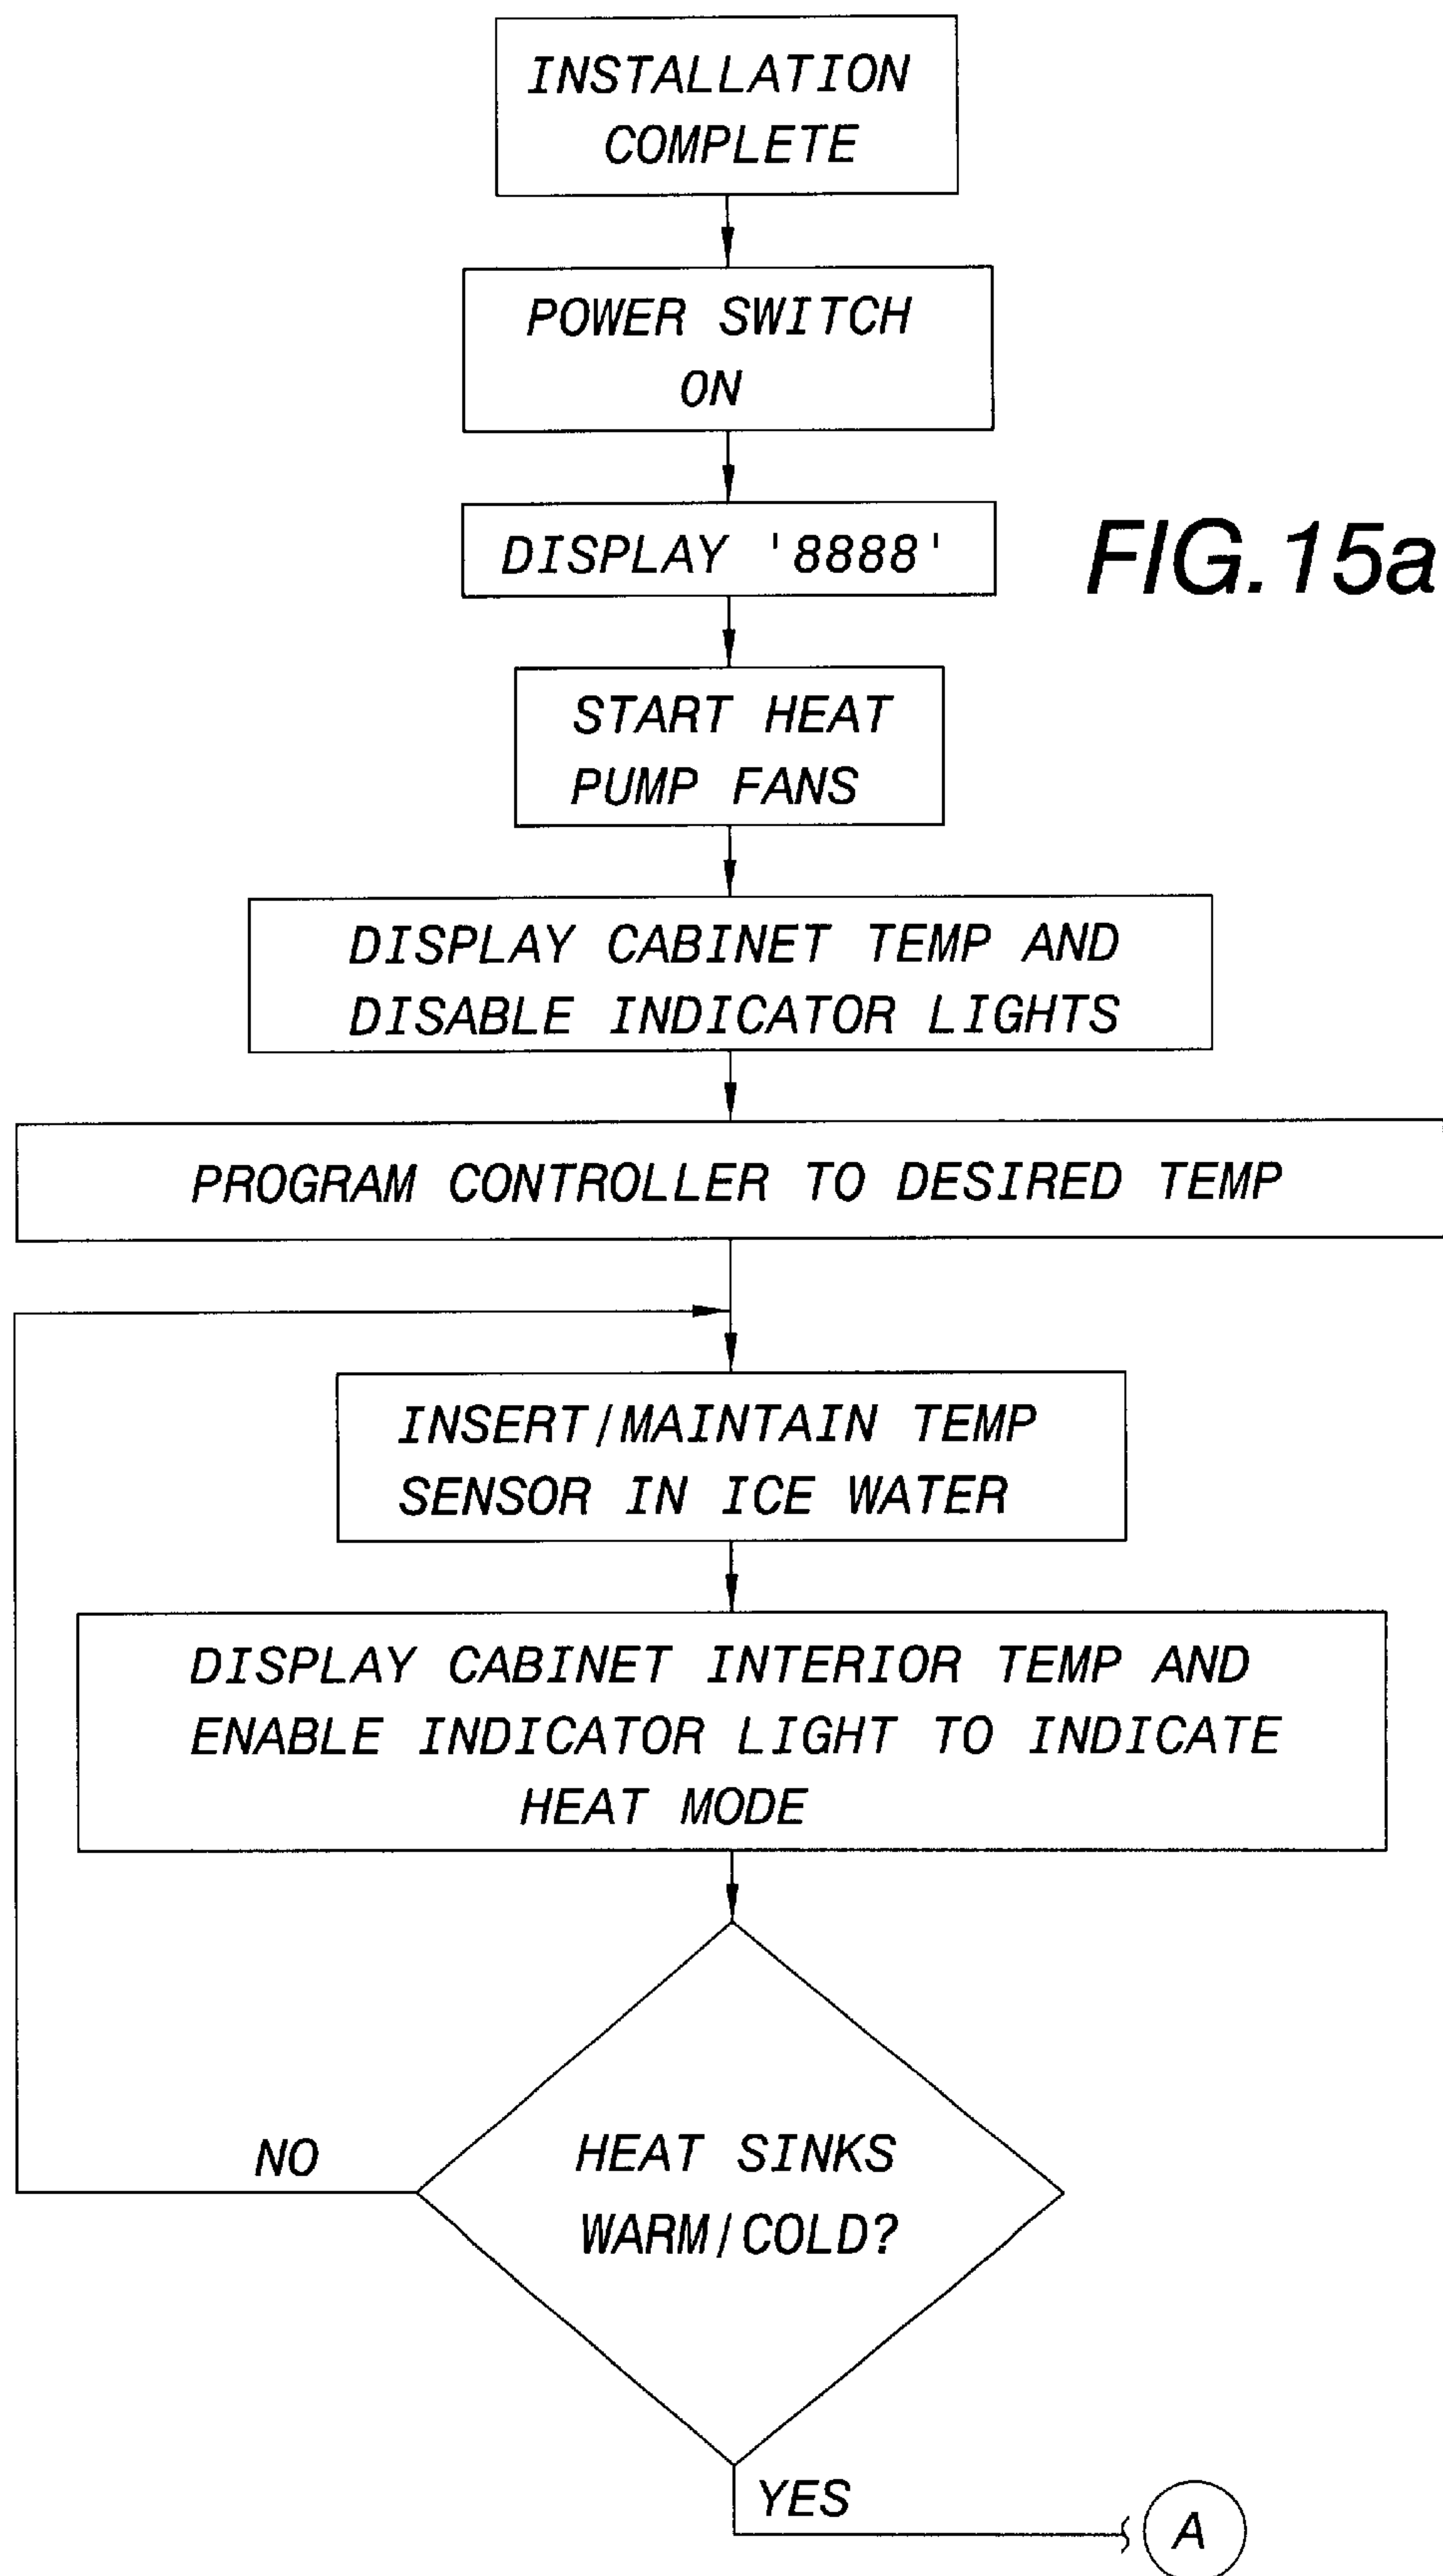 INSTALLATION
COMPLETE
POWER SWITCH
ON
DISPLAY '8888'
FIG.15a
START HEAT
PUMP FANS
DISPLAY CABINET TEMP AND
DISABLE INDICATOR LIGHTS
PROGRAM CONTROLLER TO DESIRED TEMP
INSERT/MAINTAIN TEMP
SENSOR IN ICE WATER
DISPLAY CABINET INTERIOR TEMP AND
ENABLE INDICATOR LIGHT TO INDICATE
HEAT MODE
NO
HEAT SINKS
WARM/COLD?
YES
A